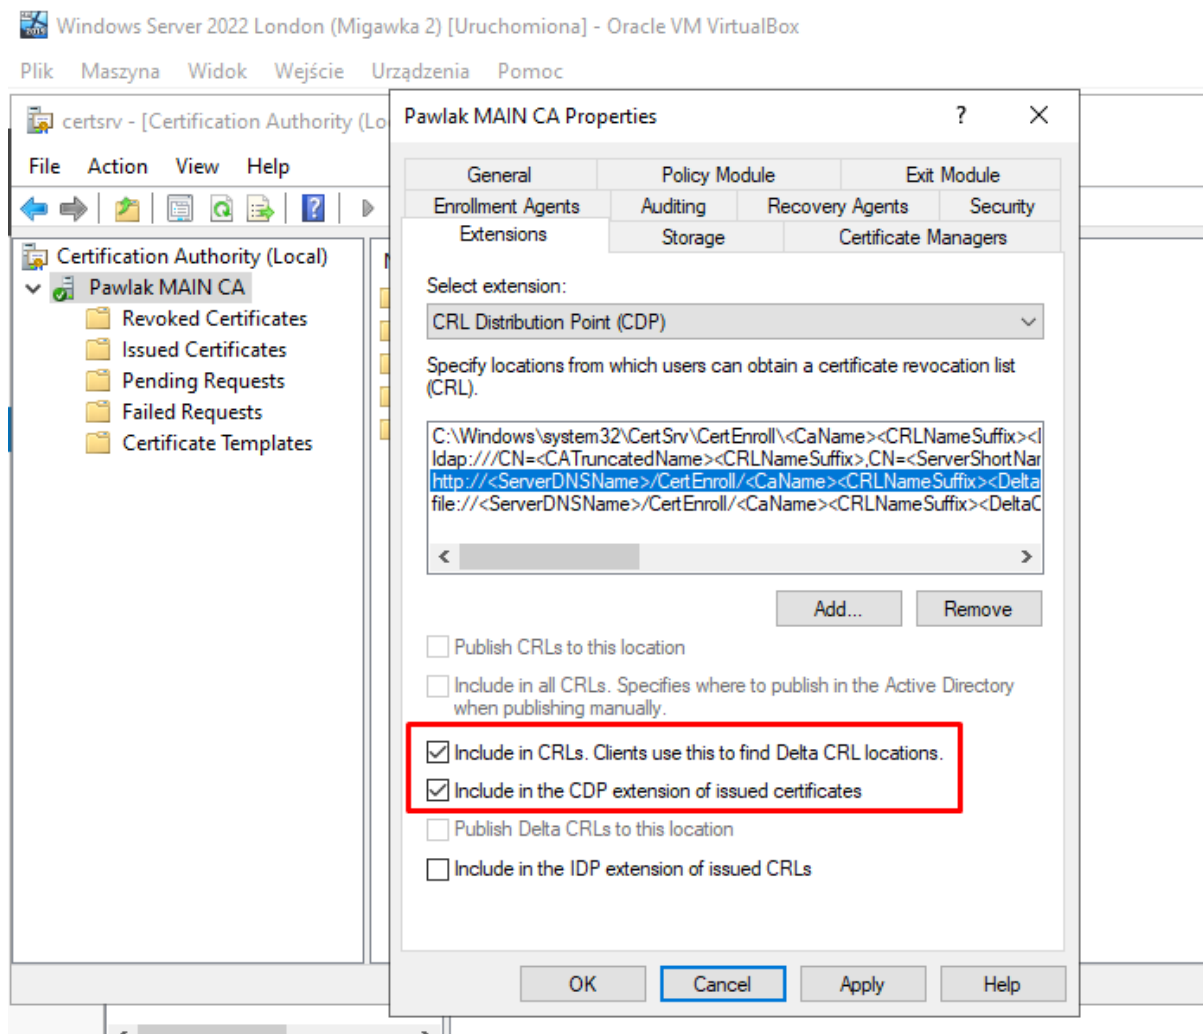 Windows Server 2022 London (Migawka 2) [Uruchomiona] - Oracle VM VirtualBox
Plik Maszyna Widok Wejście Urządzenia Pomoc
certsrv - [Certification Authority (Lo
File Action View Help
Certification Authority (Local)
Pawlak MAIN CA
Revoked Certificates
Issued Certificates
Pending Requests
Failed Requests
Certificate Templates
Pawlak MAIN CA Properties
General Policy Module Exit Module
Enrollment Agents Auditing Recovery Agents Security
Extensions Storage Certificate Managers
Select extension:
CRL Distribution Point (CDP)
Specify locations from which users can obtain a certificate revocation list
(CRL).
C:\Windows\system32\CertSrv\CertEnroll\<CaName><CRLNameSuffix><
ldap:///CN=<CATruncatedName><CRLNameSuffix>,CN=<ServerShortNar
http://<ServerDNSName>/CertEnroll/<CaName><CRLNameSuffix><Delta
file://<ServerDNSName>/CertEnroll/<CaName><CRLNameSuffix><DeltaC
Add... Remove
Publish CRLs to this location
Include in all CRLs. Specifies where to publish in the Active Directory
when publishing manually.
Include in CRLs. Clients use this to find Delta CRL locations.
Include in the CDP extension of issued certificates
Publish Delta CRLs to this location
Include in the IDP extension of issued CRLs
OK Cancel Apply Help